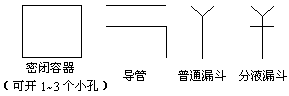 密闭容器
（可开1~3个小孔）
导管
普通漏斗
分液漏斗